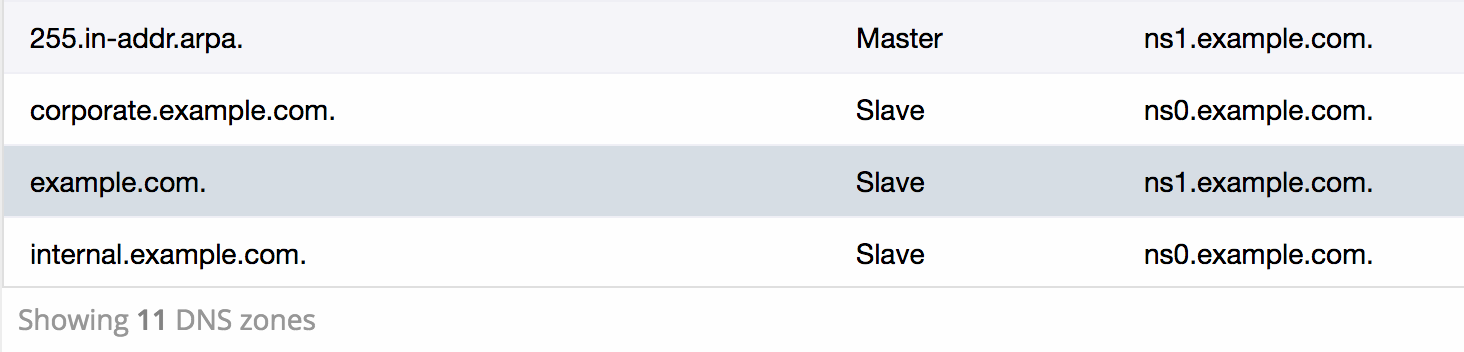 255.in-addr.arpa. Master ns1.example.com.
corporate.example.com. Slave ns0.example.com.
example.com. Slave ns1.example.com.
internal.example.com. Slave ns0.example.com.
Showing 11 DNS zones